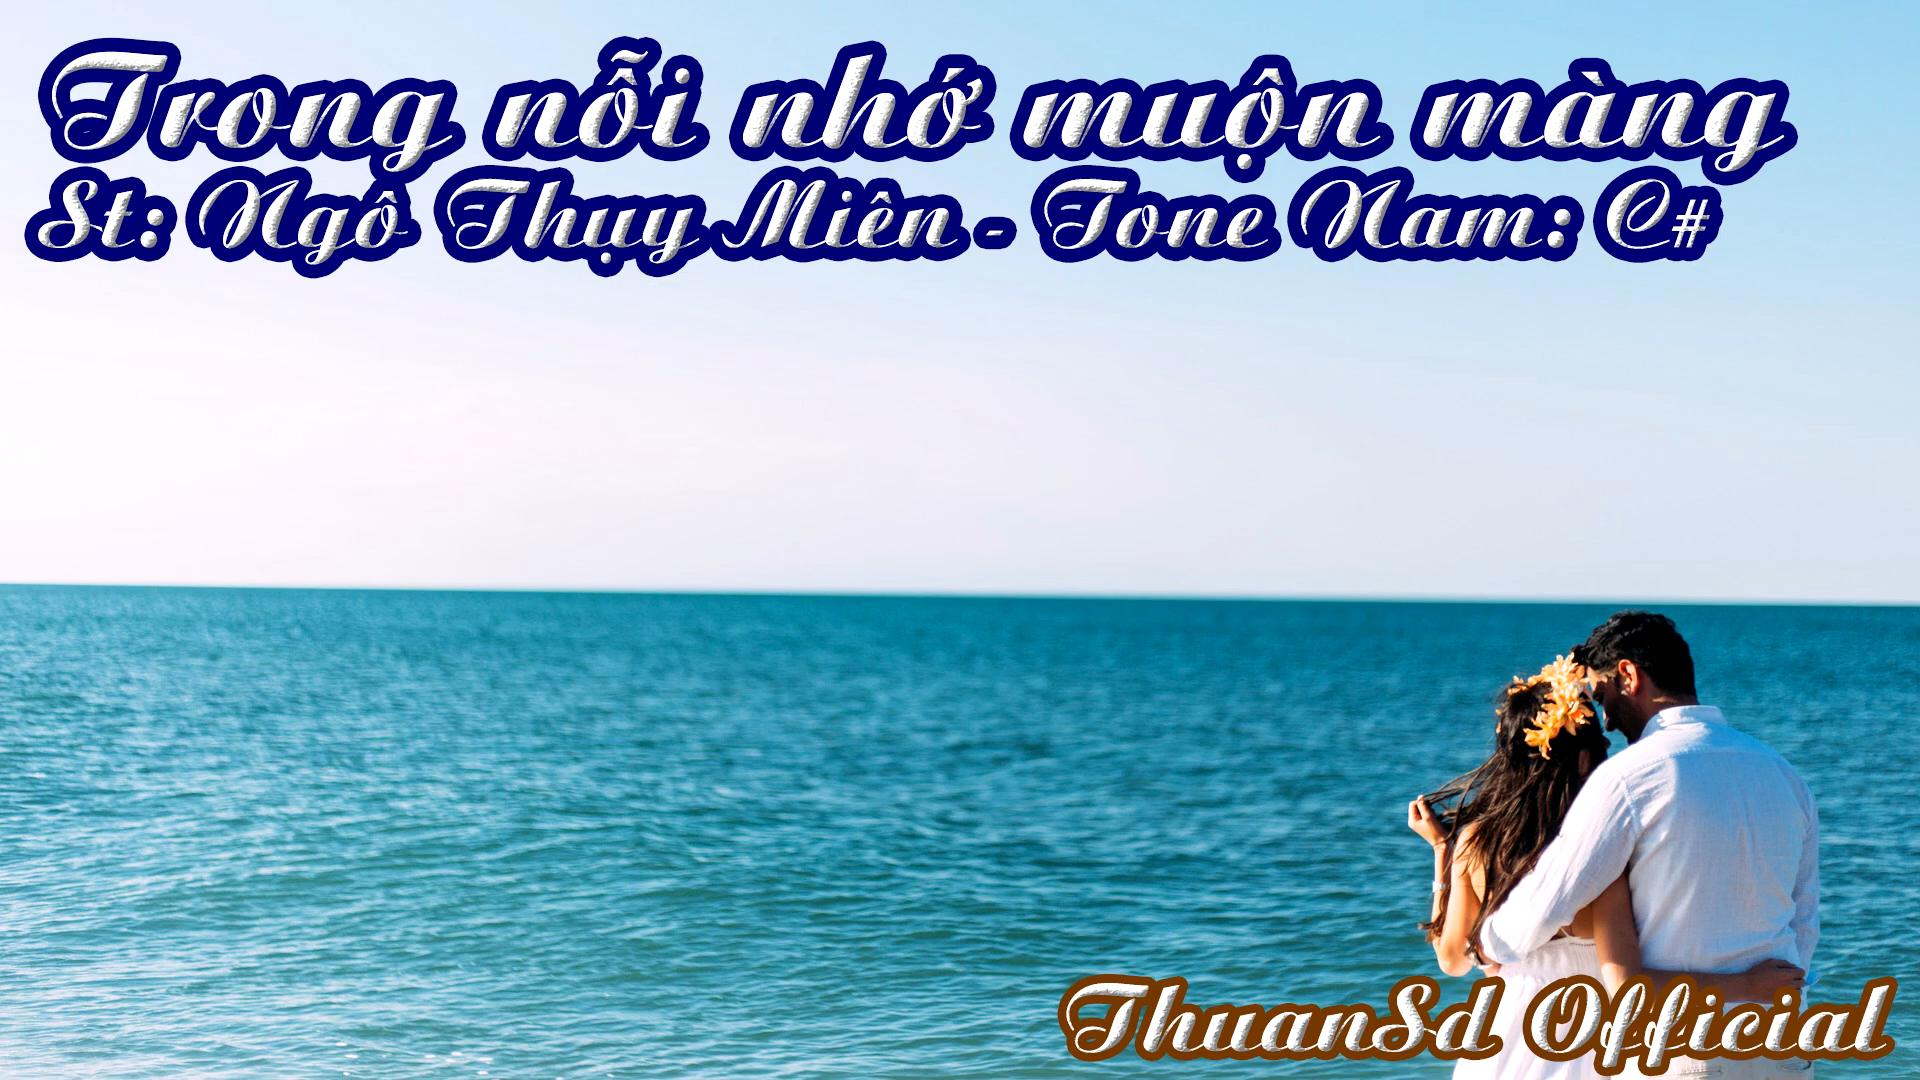 Trong nỗi nhớ muộn màng
St: Ngô Thụy Miên - Tone Nam: C#
ThuanSd Official